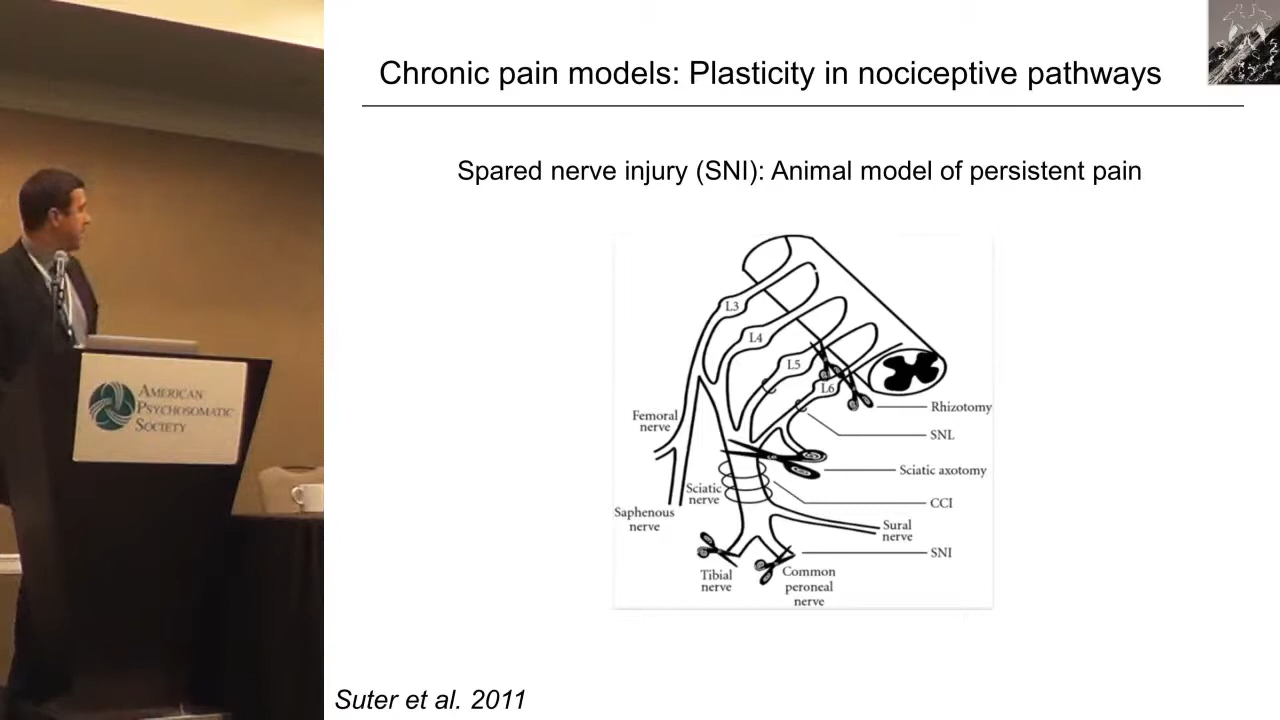 Chronic pain models: Plasticity in nociceptive pathways
Spared nerve injury (SNI): Animal model of persistent pain
L3
L4
L5
L6
Femoral
nerve
Rhizotomy
SNL
Sciatic axotomy
Sciatic
nerve
CCI
Saphenous
nerve
Sural
nerve
SNI
Tibial
nerve
Common
peroneal
nerve
AMERICAN
PSYCHOSOMATIC
SOCIETY
Suter et al. 2011